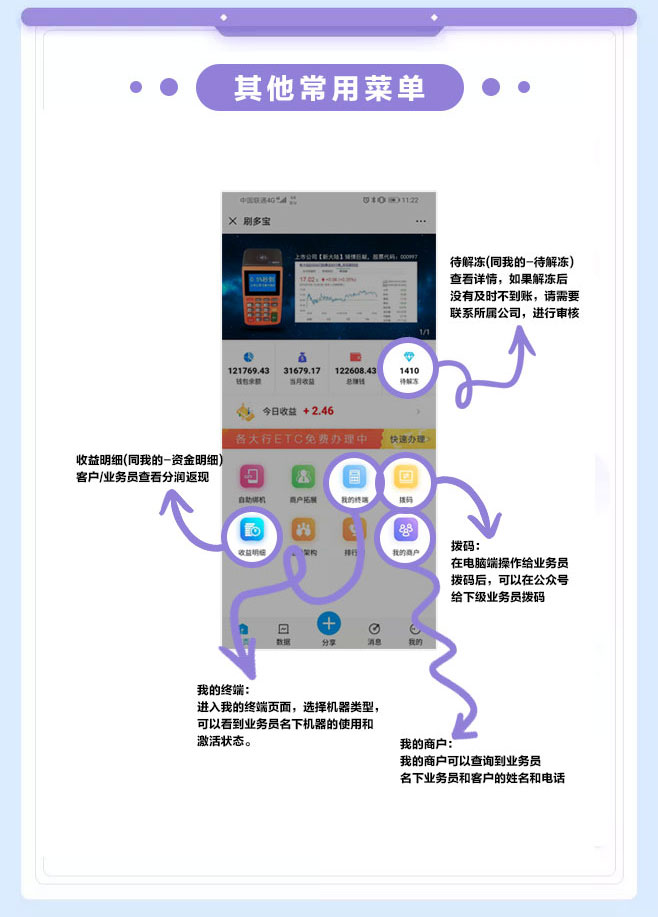 其他常用菜单
中国联通4G
11:22
刷多宝
上市公司【新大陆】倾情巨献，股票代码：000997
1/1
121769.43
31679.17
122608.43
1410
钱包余额
当月收益
总赚钱
待解冻
今日收益 +2.46
各大行ETC免费办理中
快速办理
自助绑机
商户拓展
我的终端
拨码
收益明细
架构
排行
我的商户
页
数据
分享
消息
我的
待解冻(同我的-待解冻)
查看详情，如果解冻后
没有及时不到账，请需要
联系所属公司，进行审核
收益明细(同我的-资金明细)
客户/业务员查看分润返现
拨码：
在电脑端操作给业务员
拨码后，可以在公众号
给下级业务员拨码
我的终端：
进入我的终端页面，选择机器类型，
可以看到业务员名下机器的使用和
激活状态。
我的商户：
我的商户可以查询到业务员
名下业务员和客户的姓名和电话